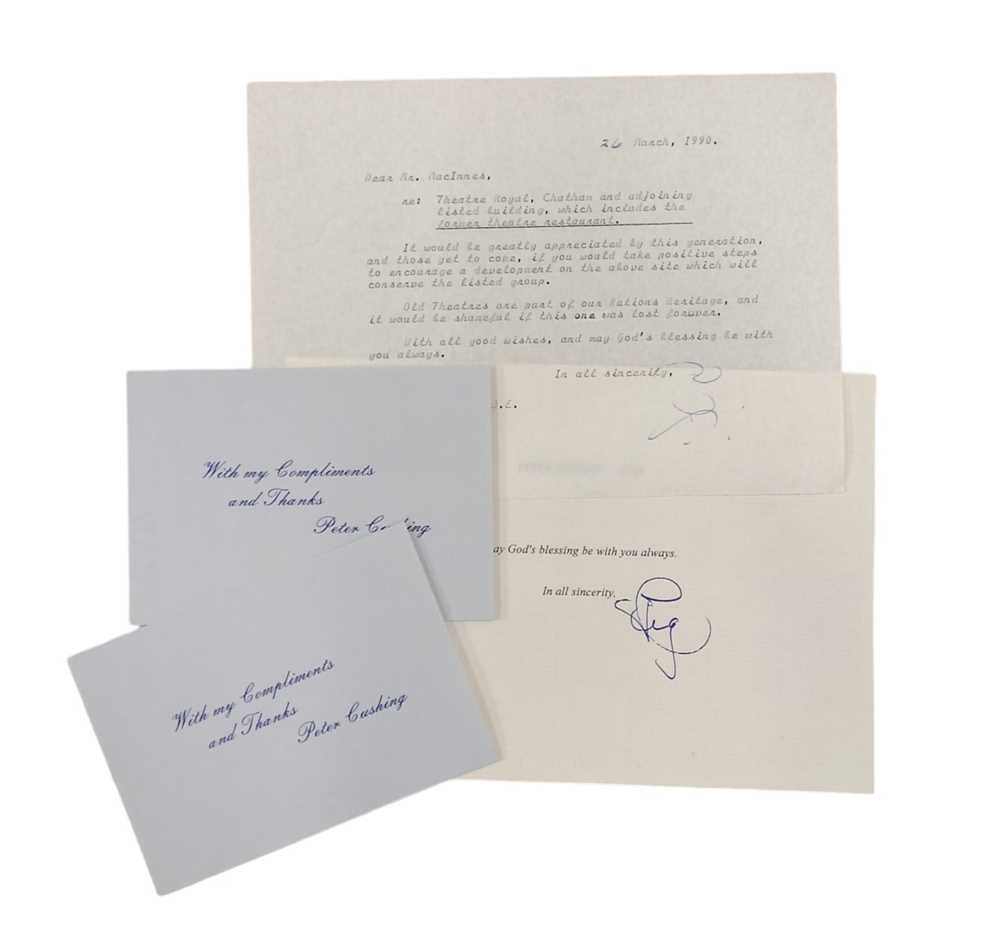 26 March, 1990.
Dear Mr. MacInnes,
re: Theatre Royal, Chatham and adjoining
listed building, which includes the
former theatre restaurant.
It would be greatly appreciated by this generation,
and those yet to come, if you would take positive steps
to encourage a development on the above site which will
conserve the listed group.
Old Theatres are part of our Nations Heritage, and
it would be shameful if this one was lost forever.
With all good wishes, and may God's blessing be with
you always.
In all sincerity,
With my Compliments
and Thanks
Peter C ing
ay God's blessing be with you always.
In all sincerity,
With my Compliments
and Thanks
Peter Cushing